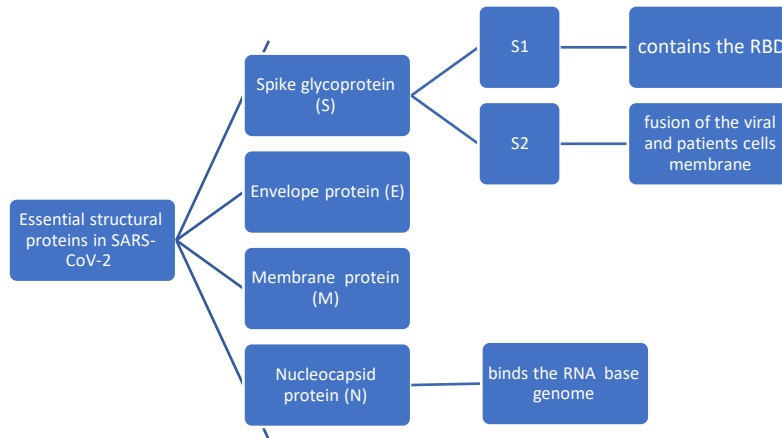 Essential structural
proteins in SARS-
CoV-2
Spike glycoprotein
(S)
S1
contains the RBD
S2
fusion of the viral
and patients cells
membrane
Envelope protein (E)
Membrane protein
(M)
Nucleocapsid
protein (N)
binds the RNA base
genome